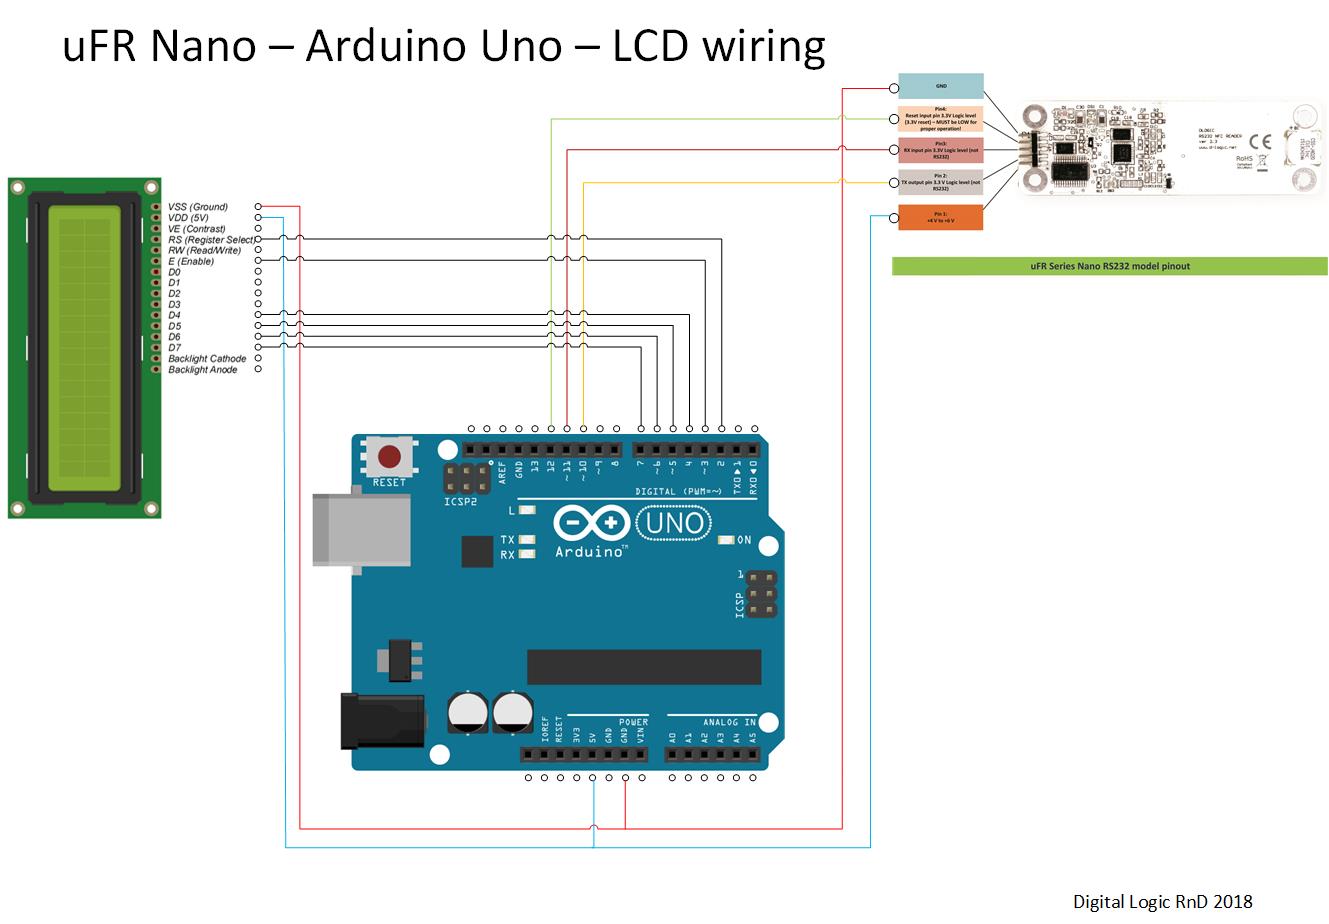 uFR Nano – Arduino Uno – LCD wiring
GND
Pin4:
Reset input pin 3.3V Logic level
(3.3V reset) – MUST be LOW for
proper operation!
Pin3:
RX input pin 3.3V Logic level (not
RS232)
Pin 2:
TX output pin 3.3 V Logic level (not
RS232)
Pin 1:
+4 V to +6 V
DLOGIC
RS232 NFC READER
ver 2.3
www.d-logic.net
CE
RoHS
uFR Series Nano RS232 model pinout
VSS (Ground)
VDD (5V)
VE (Contrast)
RS (Register Select)
RW (Read/Write)
E (Enable)
D0
D1
D2
D3
D4
D5
D6
D7
Backlight Cathode
Backlight Anode
RESET
ICSP2
AREF
GND
13
12
~11
~10
~9
8
7
~6
~5
4
~3
2
TX0▶1
RX0◀0
DIGITAL (PWM=~)
L
TX
RX
UNO
Arduino™
ON
1
ICSP
IOREF
RESET
3V3
5V
GND
GND
VIN
POWER
ANALOG IN
A0
A1
A2
A3
A4
A5
Digital Logic RnD 2018